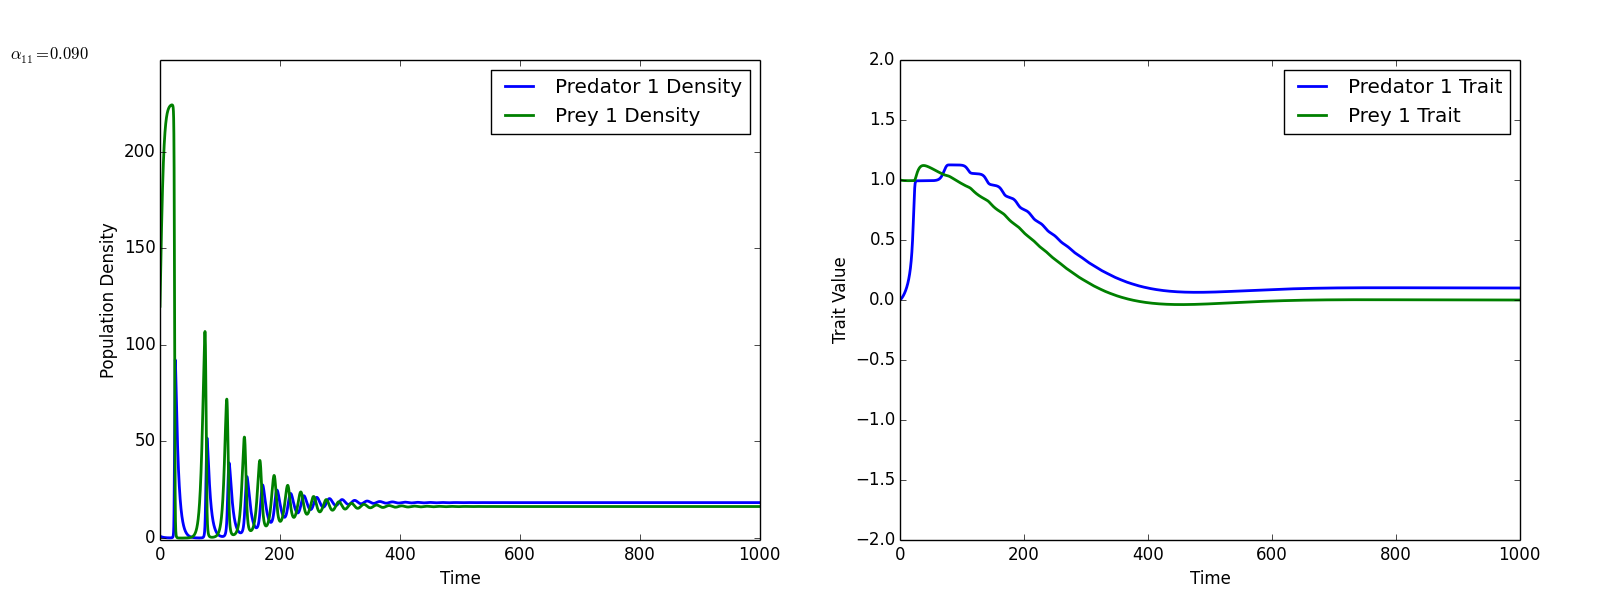 α₁₁=0.090
Predator 1 Density
Prey 1 Density
Population Density
200
150
100
50
0
0 200 400 600 800 1000
Time
Predator 1 Trait
Prey 1 Trait
Trait Value
2.0
1.5
1.0
0.5
0.0
−0.5
−1.0
−1.5
−2.0
0 200 400 600 800 1000
Time